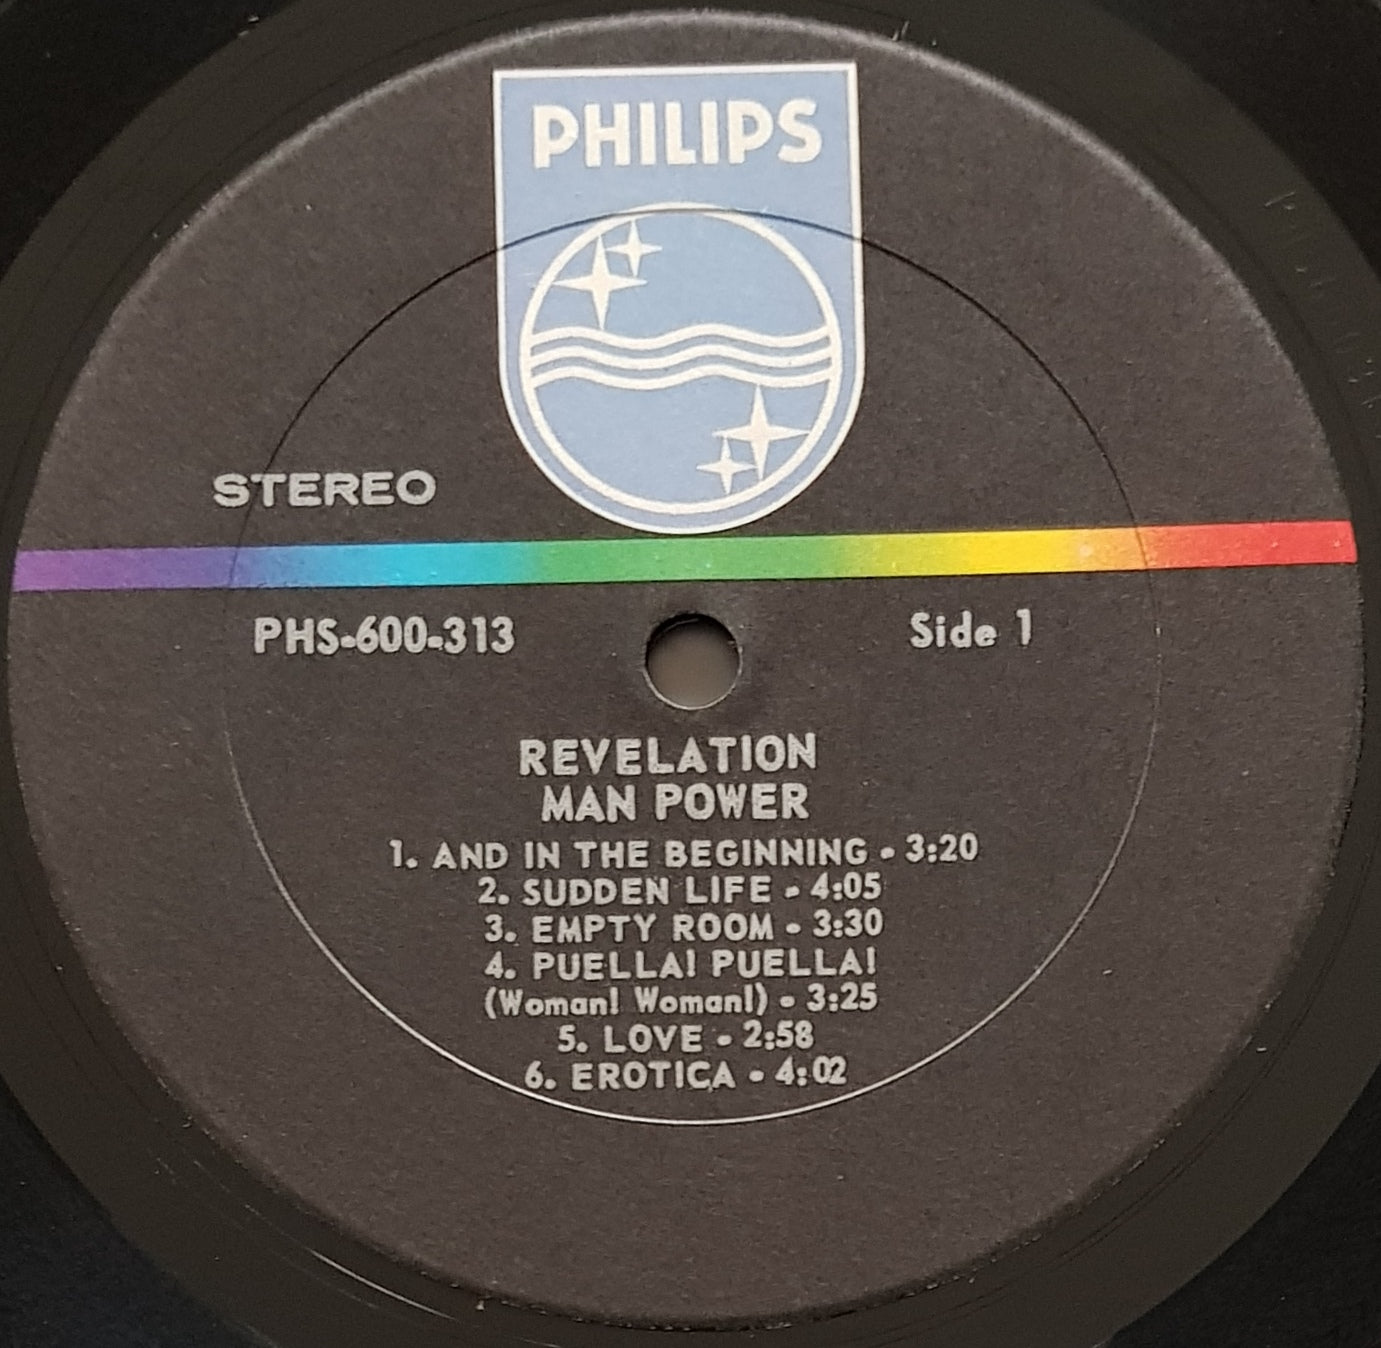 PHILIPS
STEREO
PHS-600-313
Side 1
REVELATION
MAN POWER
1. AND IN THE BEGINNING - 3:20
2. SUDDEN LIFE - 4:05
3. EMPTY ROOM - 3:30
4. PUELLA! PUELLA!
(Woman! Woman!) - 3:25
5. LOVE - 2:58
6. EROTICA - 4:02